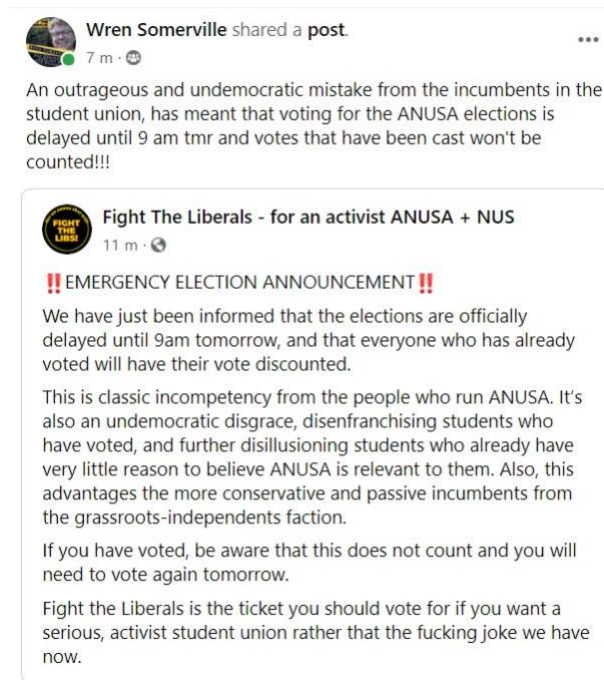 Wren Somerville shared a post.
7 m ·
An outrageous and undemocratic mistake from the incumbents in the
student union, has meant that voting for the ANUSA elections is
delayed until 9 am tmr and votes that have been cast won't be
counted!!!
FIGHT
THE
LIBS!
Fight The Liberals - for an activist ANUSA + NUS
11 m ·
‼️EMERGENCY ELECTION ANNOUNCEMENT‼️
We have just been informed that the elections are officially
delayed until 9am tomorrow, and that everyone who has already
voted will have their vote discounted.
This is classic incompetency from the people who run ANUSA. It's
also an undemocratic disgrace, disenfranchising students who
have voted, and further disillusioning students who already have
very little reason to believe ANUSA is relevant to them. Also, this
advantages the more conservative and passive incumbents from
the grassroots-independents faction.
If you have voted, be aware that this does not count and you will
need to vote again tomorrow.
Fight the Liberals is the ticket you should vote for if you want a
serious, activist student union rather that the fucking joke we have
now.